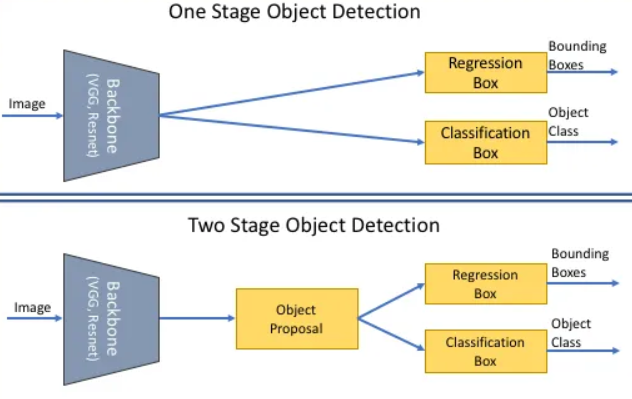 One Stage Object Detection
Image
Backbone
(VGG, Resnet)
Regression
Box
Bounding
Boxes
Classification
Box
Object
Class
Two Stage Object Detection
Image
Backbone
(VGG, Resnet)
Object
Proposal
Regression
Box
Bounding
Boxes
Classification
Box
Object
Class